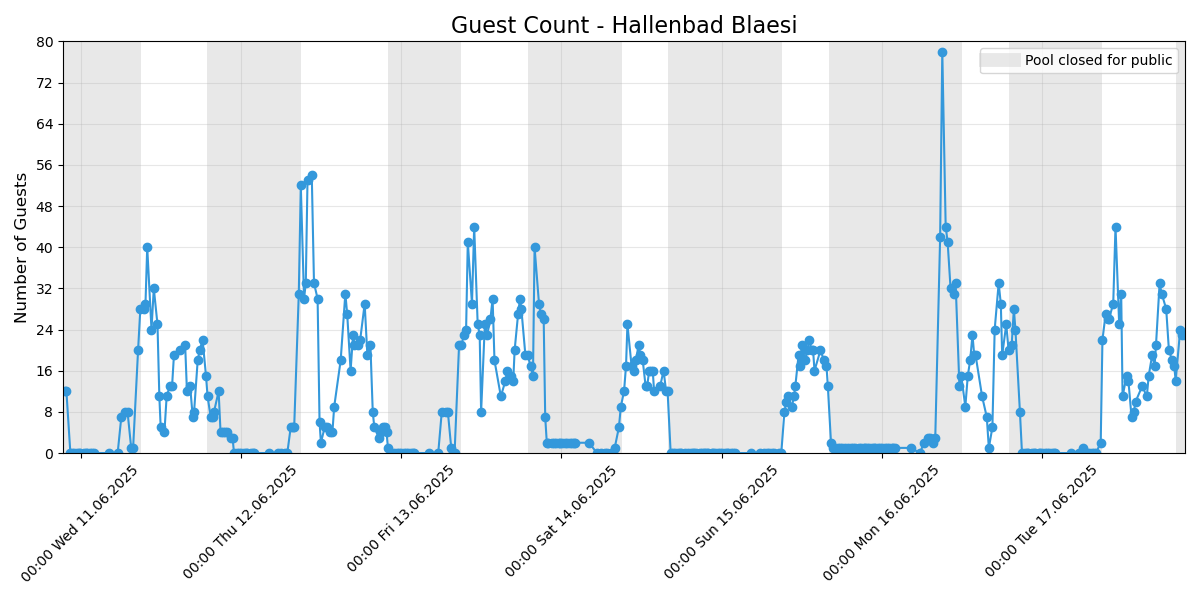 Guest Count - Hallenbad Blaesi
Pool closed for public
Number of Guests
80
72
64
56
48
40
32
24
16
8
0
00:00 Wed 11.06.2025
00:00 Thu 12.06.2025
00:00 Fri 13.06.2025
00:00 Sat 14.06.2025
00:00 Sun 15.06.2025
00:00 Mon 16.06.2025
00:00 Tue 17.06.2025